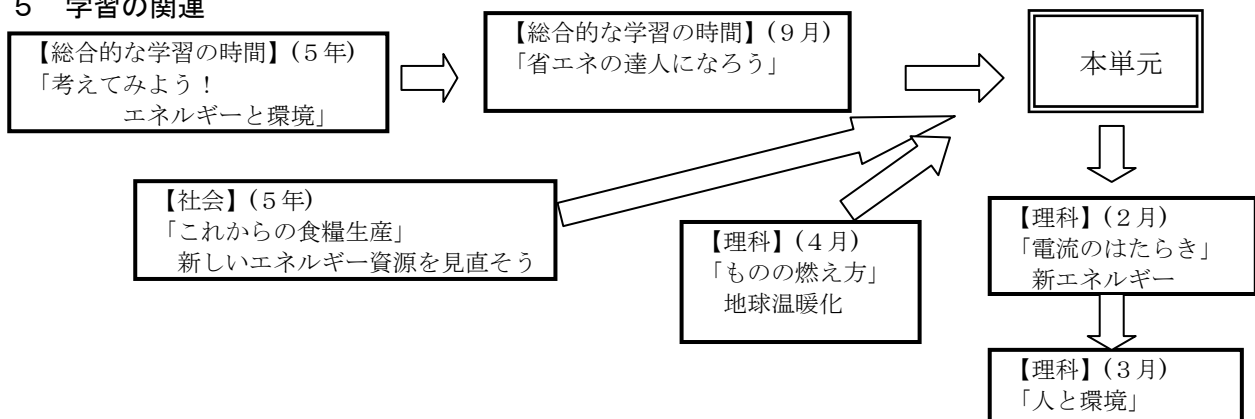 5 学習の関連
【総合的な学習の時間】(5年)
「考えてみよう!
エネルギーと環境」
【総合的な学習の時間】(9月)
「省エネの達人になろう」
本単元
【社会】(5年)
「これからの食糧生産」
新しいエネルギー資源を見直そう
【理科】(4月)
「ものの燃え方」
地球温暖化
【理科】(2月)
「電流のはたらき」
新エネルギー
【理科】(3月)
「人と環境」